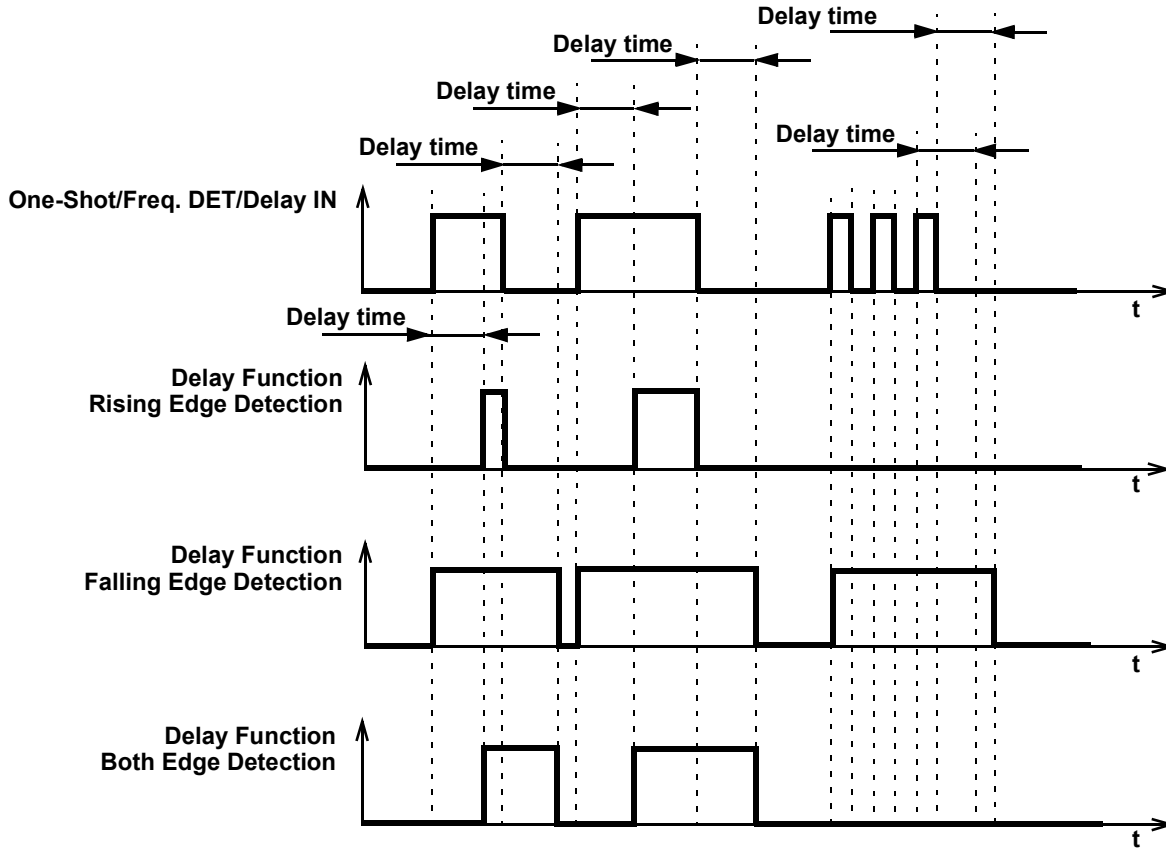 Delay time
Delay time
Delay time
Delay time
Delay time
One-Shot/Freq. DET/Delay IN
t
Delay time
Delay Function
Rising Edge Detection
t
Delay Function
Falling Edge Detection
t
Delay Function
Both Edge Detection
t